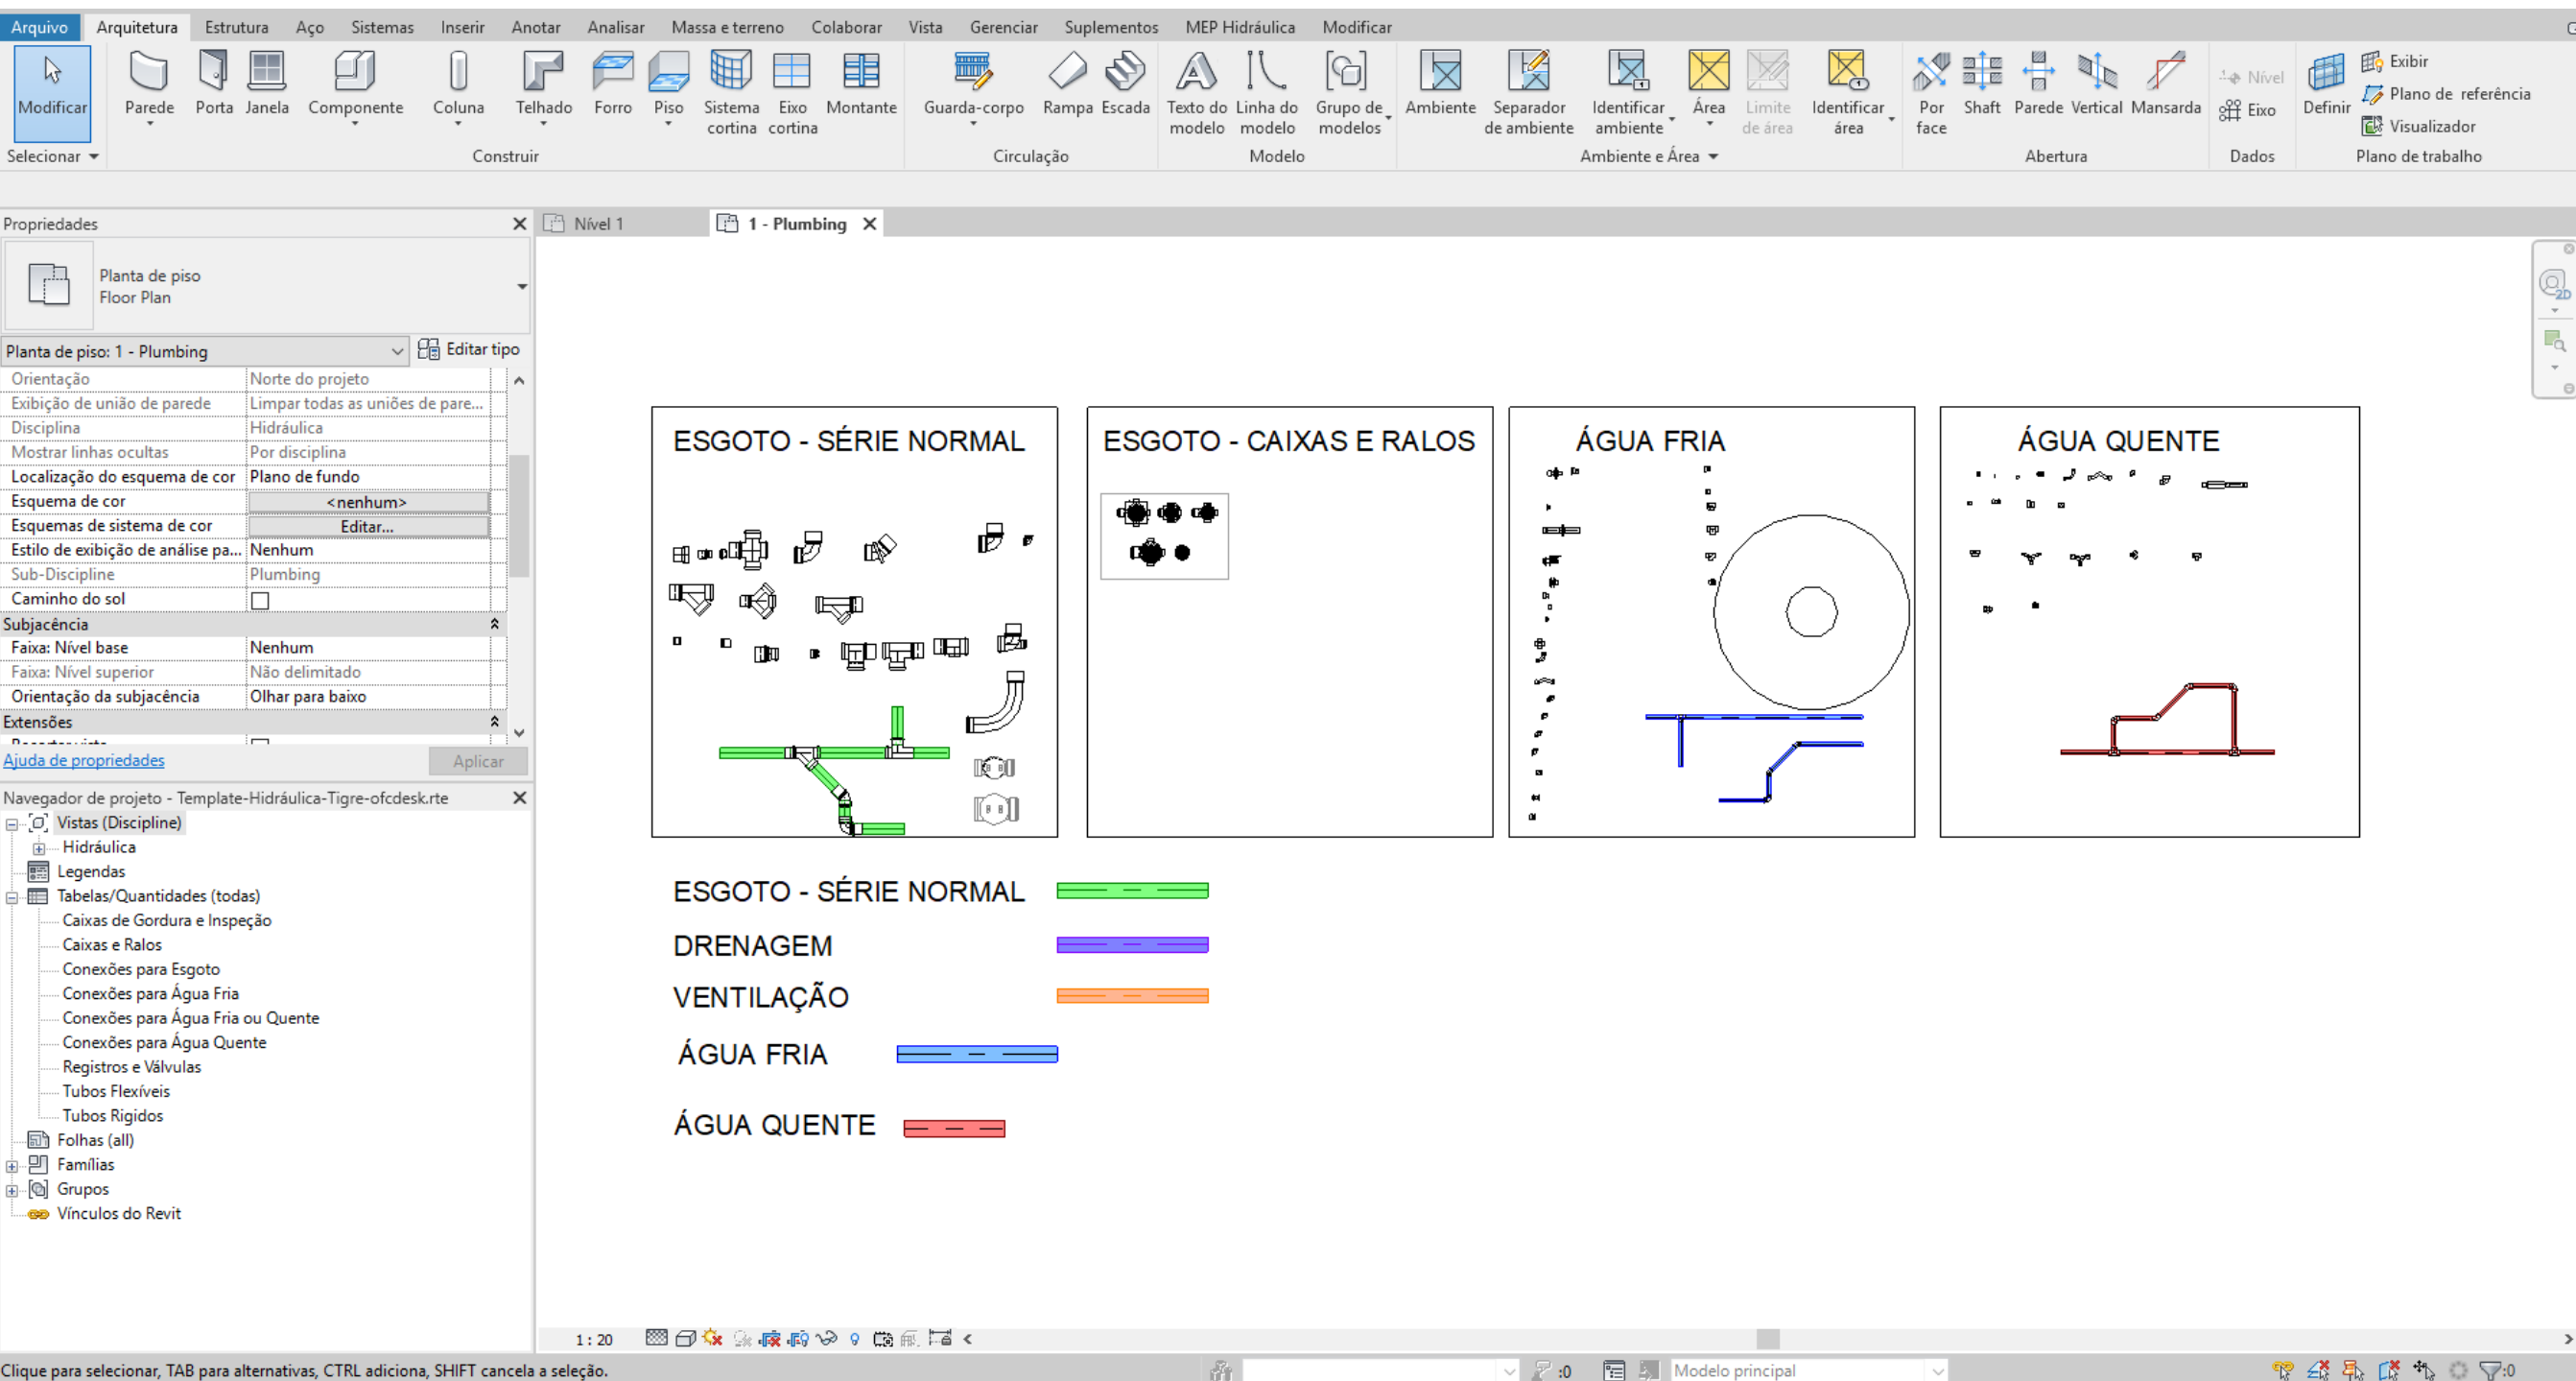 Arquivo Arquitetura Estrutura Aço Sistemas Inserir Anotar Analisar Massa e terreno Colaborar Vista Gerenciar Suplementos MEP Hidráulica Modificar
Modificar Parede Porta Janela Componente Coluna Telhado Forro Piso Sistema cortina Eixo cortina Montante Guarda-corpo Rampa Escada Texto do modelo Linha do modelo Grupo de modelos Ambiente Separador de ambiente Identificar ambiente Área Limite de área Identificar área Por face Shaft Parede Vertical Mansarda Nível Eixo Definir Exibir Plano de referência Visualizador
Selecionar Construir Circulação Modelo Ambiente e Área Abertura Dados Plano de trabalho
Propriedades
Nível 1
1 - Plumbing
Planta de piso
Floor Plan
Planta de piso: 1 - Plumbing Editar tipo
Orientação Norte do projeto
Exibição de união de parede Limpar todas as uniões de pare...
Disciplina Hidráulica
Mostrar linhas ocultas Por disciplina
Localização do esquema de cor Plano de fundo
Esquema de cor <nenhum>
Esquemas de sistema de cor Editar...
Estilo de exibição de análise pa... Nenhum
Sub-Discipline Plumbing
Caminho do sol
Subjacência
Faixa: Nível base Nenhum
Faixa: Nível superior Não delimitado
Orientação da subjacência Olhar para baixo
Extensões
Ajuda de propriedades Aplicar
Navegador de projeto - Template-Hidráulica-Tigre-ofcdesk.rte
Vistas (Discipline)
Hidráulica
Legendas
Tabelas/Quantidades (todas)
Caixas de Gordura e Inspeção
Caixas e Ralos
Conexões para Esgoto
Conexões para Água Fria
Conexões para Água Fria ou Quente
Conexões para Água Quente
Registros e Válvulas
Tubos Flexíveis
Tubos Rigidos
Folhas (all)
Famílias
Grupos
Vínculos do Revit
2D
ESGOTO - SÉRIE NORMAL
ESGOTO - CAIXAS E RALOS
ÁGUA FRIA
ÁGUA QUENTE
ESGOTO - SÉRIE NORMAL
DRENAGEM
VENTILAÇÃO
ÁGUA FRIA
ÁGUA QUENTE
1 : 20
Clique para selecionar, TAB para alternativas, CTRL adiciona, SHIFT cancela a seleção.
:0
Modelo principal
:0